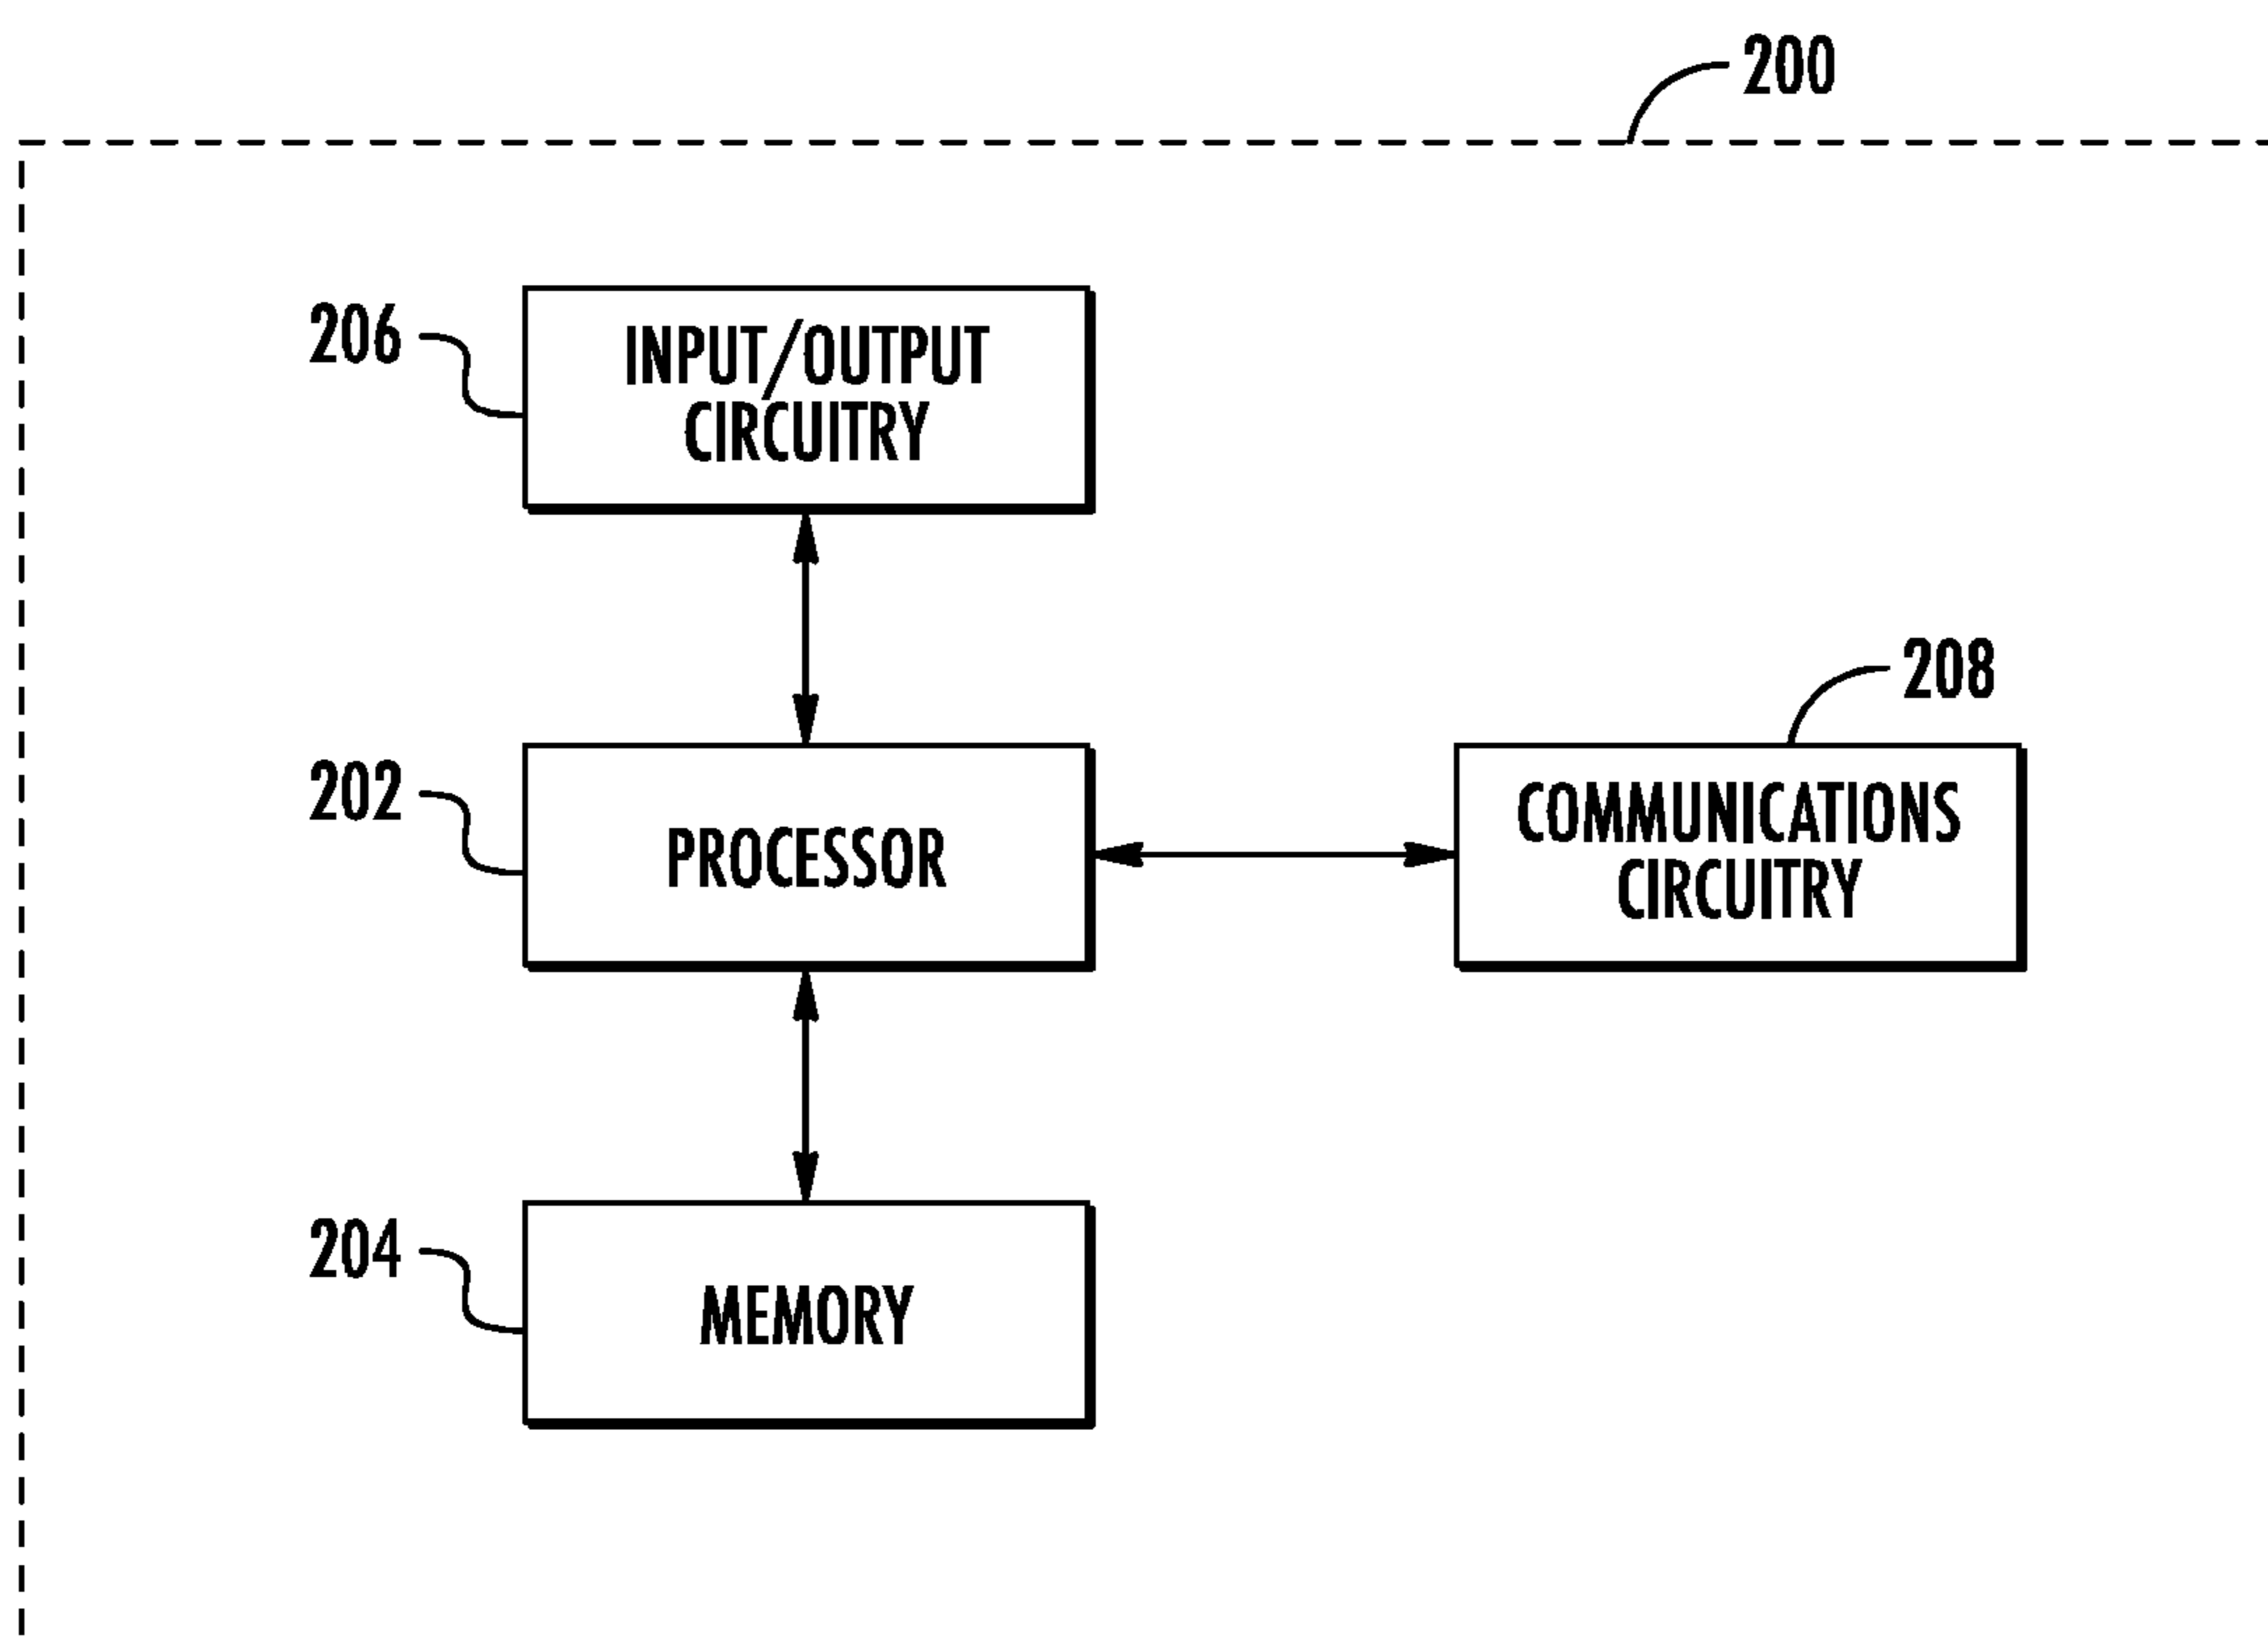 200
206
INPUT/OUTPUT
CIRCUITRY
208
202
PROCESSOR
COMMUNICATIONS
CIRCUITRY
204
MEMORY